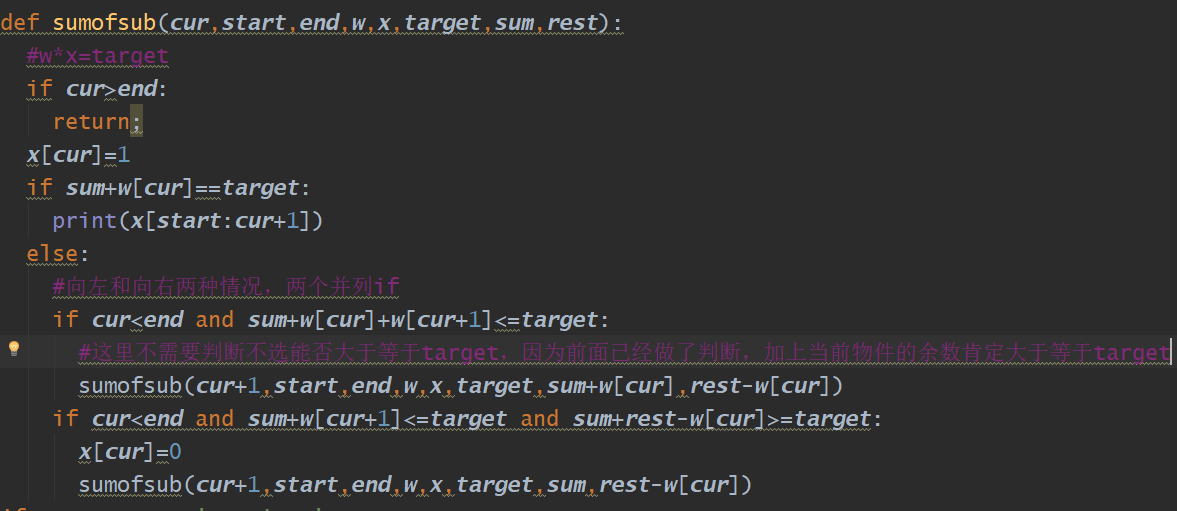 def sumofsub(cur,start,end,w,x,target,sum,rest):
#w*x=target
if cur>end:
return;
x[cur]=1
if sum+w[cur]==target:
print(x[start:cur+1])
else:
#向左和向右两种情况，两个并列if
if cur<end and sum+w[cur]+w[cur+1]<=target:
#这里不需要判断不选能否大于等于target，因为前面已经做了判断，加上当前物件的余数肯定大于等于target
sumofsub(cur+1,start,end,w,x,target,sum+w[cur],rest-w[cur])
if cur<end and sum+w[cur+1]<=target and sum+rest-w[cur]>=target:
x[cur]=0
sumofsub(cur+1,start,end,w,x,target,sum,rest-w[cur])